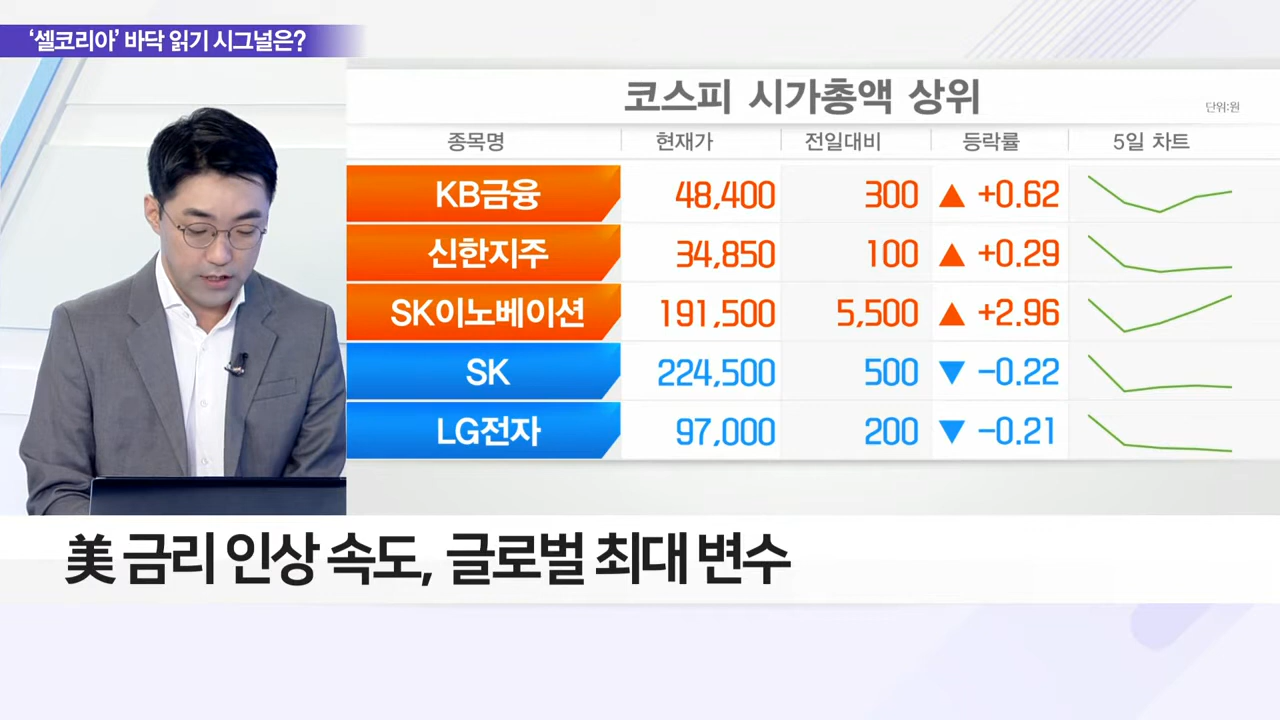 ‘셀코리아’ 바닥 읽기 시그널은?
코스피 시가총액 상위
단위:원
종목명 현재가 전일대비 등락률 5일 차트
KB금융 48,400 300 ▲ +0.62
신한지주 34,850 100 ▲ +0.29
SK이노베이션 191,500 5,500 ▲ +2.96
SK 224,500 500 ▼ -0.22
LG전자 97,000 200 ▼ -0.21
美 금리 인상 속도, 글로벌 최대 변수